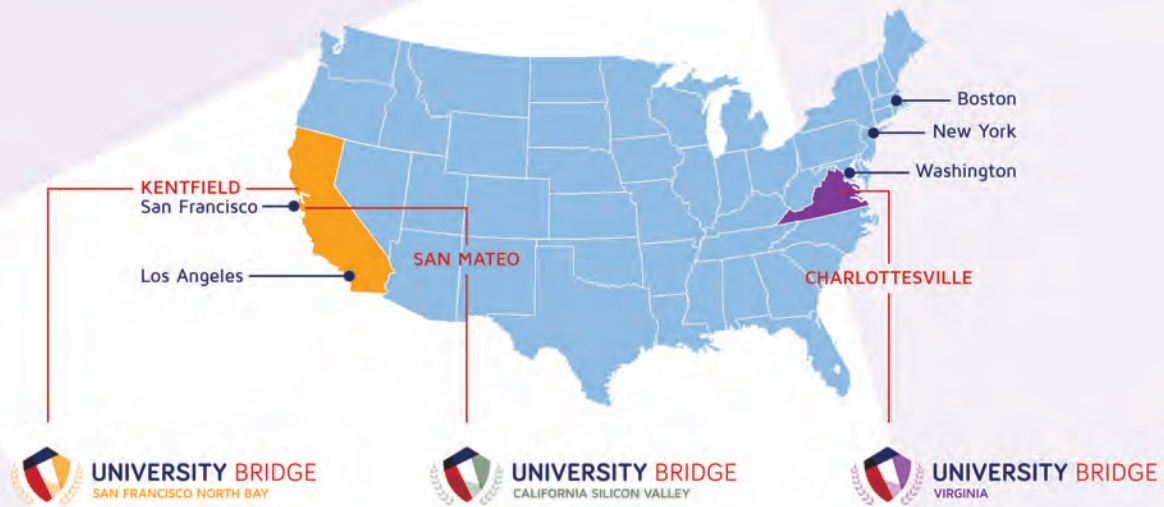 Boston
New York
Washington
KENTFIELD
San Francisco
SAN MATEO
Los Angeles
CHARLOTTESVILLE
UNIVERSITY BRIDGE
SAN FRANCISCO NORTH BAY
UNIVERSITY BRIDGE
CALIFORNIA SILICON VALLEY
UNIVERSITY BRIDGE
VIRGINIA